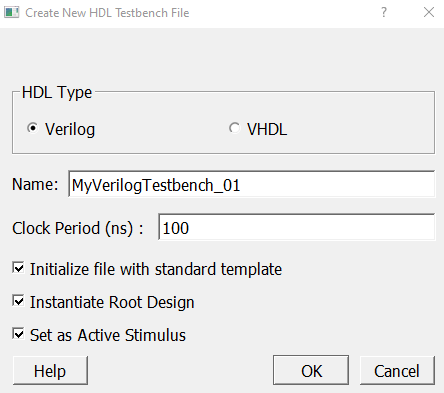 Create New HDL Testbench File ?
HDL Type
Verilog VHDL
Name: MyVerilogTestbench_01
Clock Period (ns) : 100
Initialize file with standard template
Instantiate Root Design
Set as Active Stimulus
Help OK Cancel